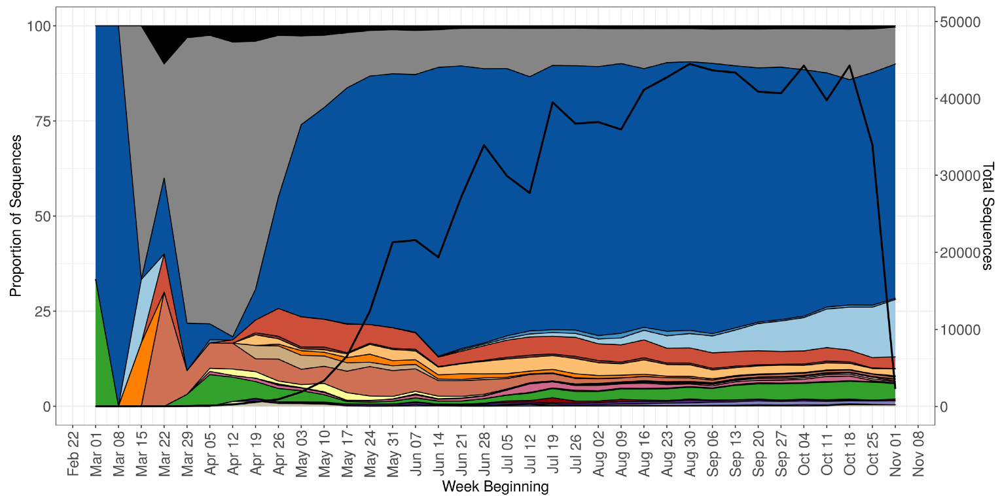 100
75
50
25
0
Proportion of Sequences
50000
40000
30000
20000
10000
0
Total Sequences
Feb 22
Mar 01
Mar 08
Mar 15
Mar 22
Mar 29
Apr 05
Apr 12
Apr 19
Apr 26
May 03
May 10
May 17
May 24
May 31
Jun 07
Jun 14
Jun 21
Jun 28
Jul 05
Jul 12
Jul 19
Jul 26
Aug 02
Aug 09
Aug 16
Aug 23
Aug 30
Sep 06
Sep 13
Sep 20
Sep 27
Oct 04
Oct 11
Oct 18
Oct 25
Nov 01
Nov 08
Week Beginning